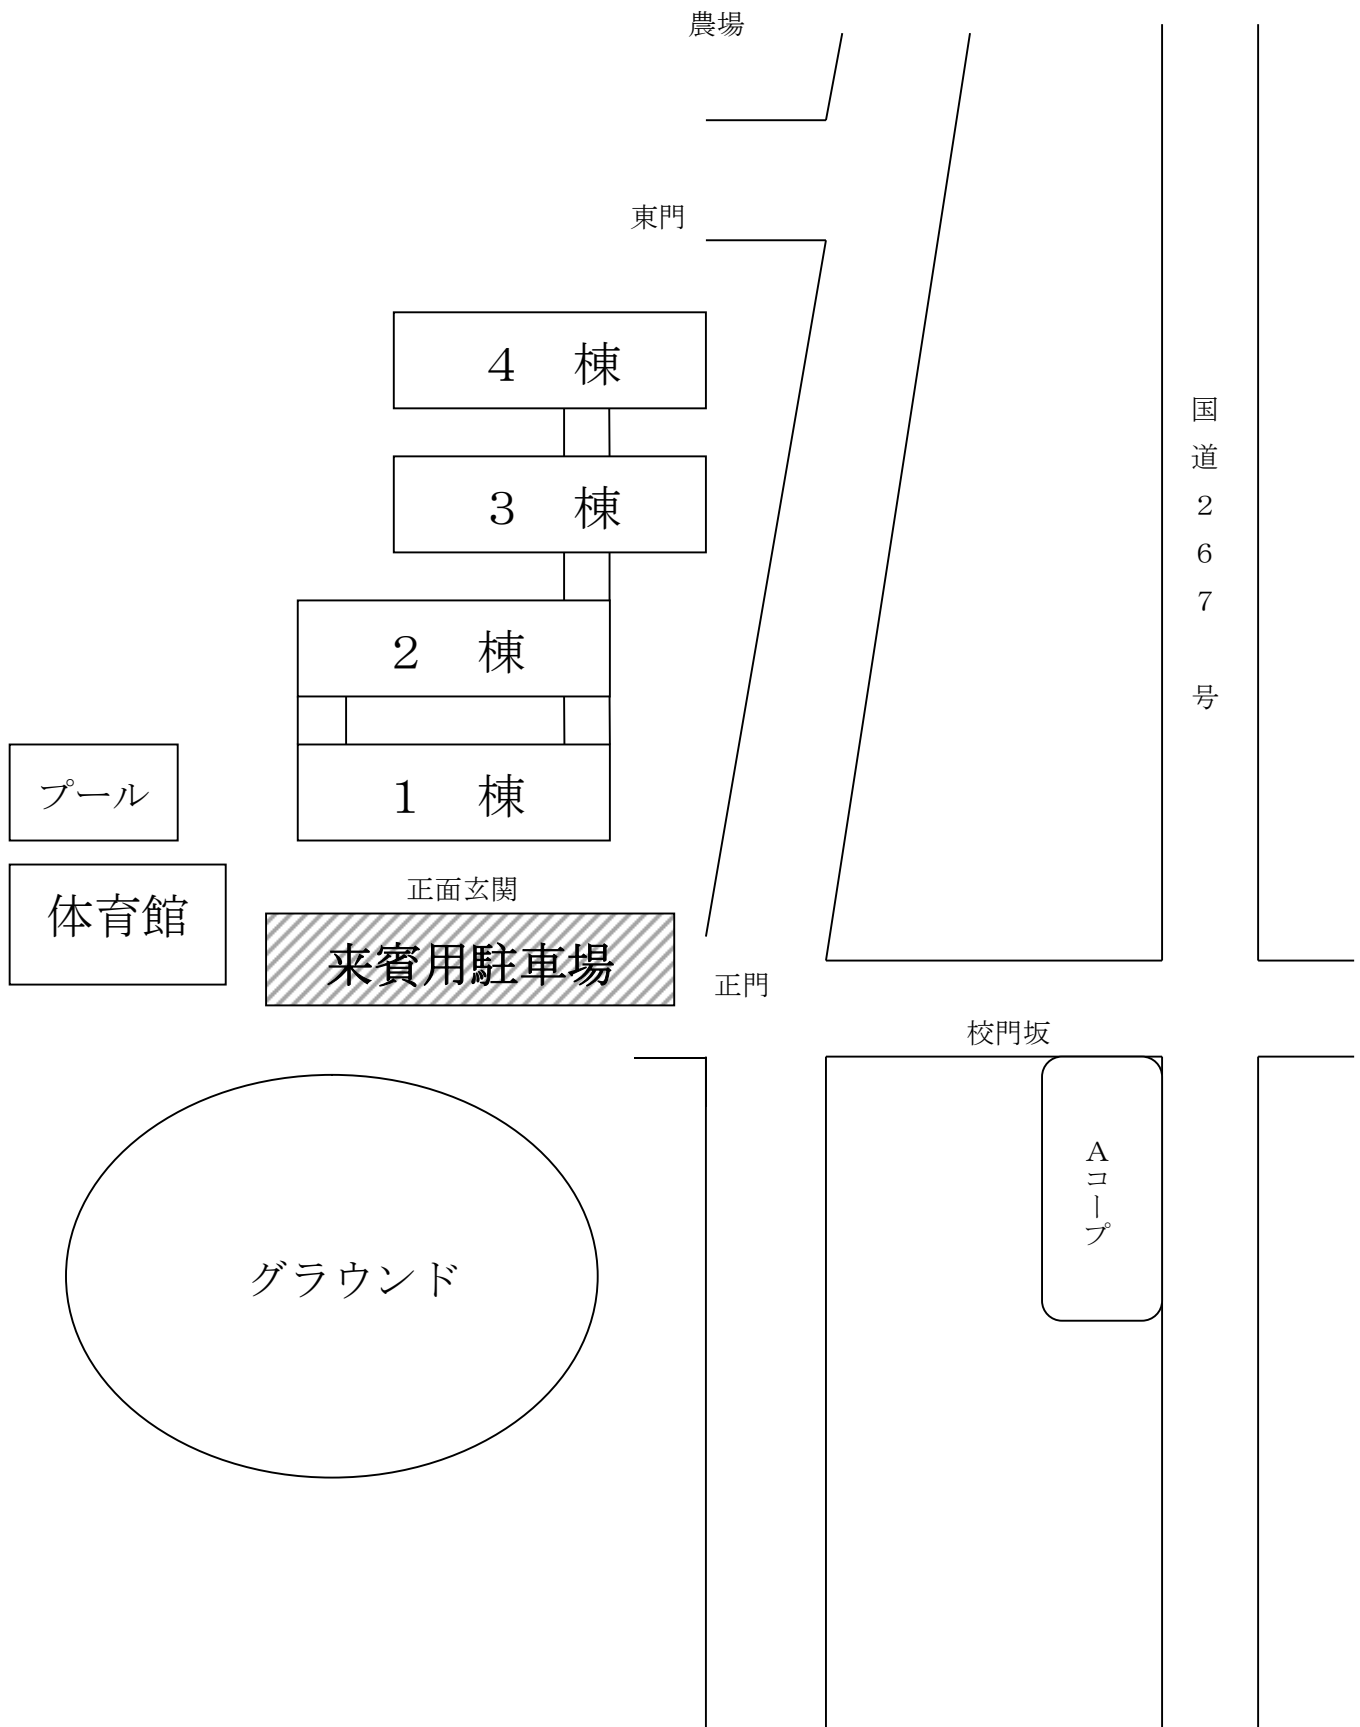 農場
東門
４　棟
３　棟
国道２６７　号
２　棟
プール
１　棟
体育館
正面玄関
来賓用駐車場
正門
校門坂
Ａコープ
グラウンド